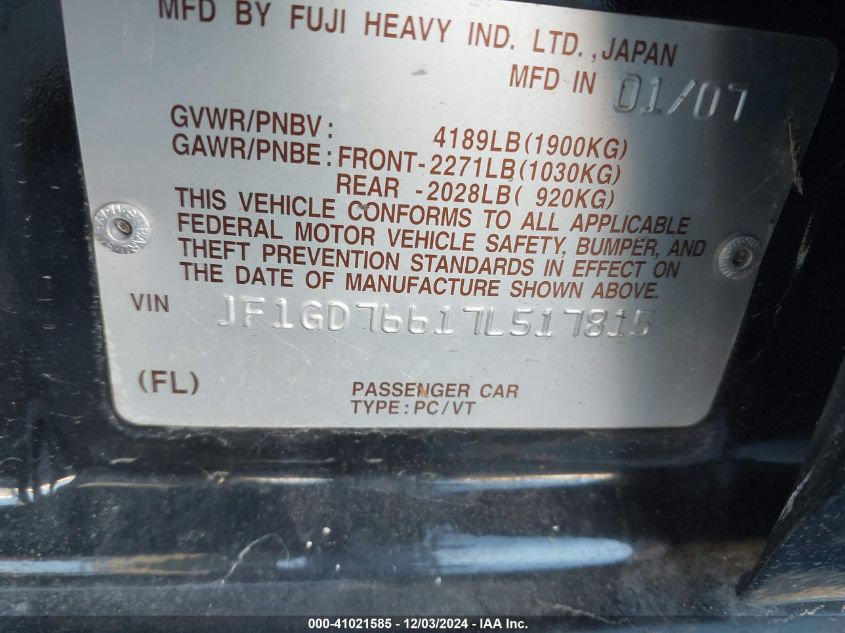 MFD BY FUJI HEAVY IND. LTD., JAPAN
MFD IN 01/07
GVWR/PNBV: 4189LB(1900KG)
GAWR/PNBE: FRONT-2271LB(1030KG)
REAR -2028LB( 920KG)
THIS VEHICLE CONFORMS TO ALL APPLICABLE
FEDERAL MOTOR VEHICLE SAFETY, BUMPER, AND
THEFT PREVENTION STANDARDS IN EFFECT ON
THE DATE OF MANUFACTURE SHOWN ABOVE.
VIN JF1GD76617L517815
(FL) PASSENGER CAR
TYPE: PC/VT
000-41021585 - 12/03/2024 - IAA Inc.